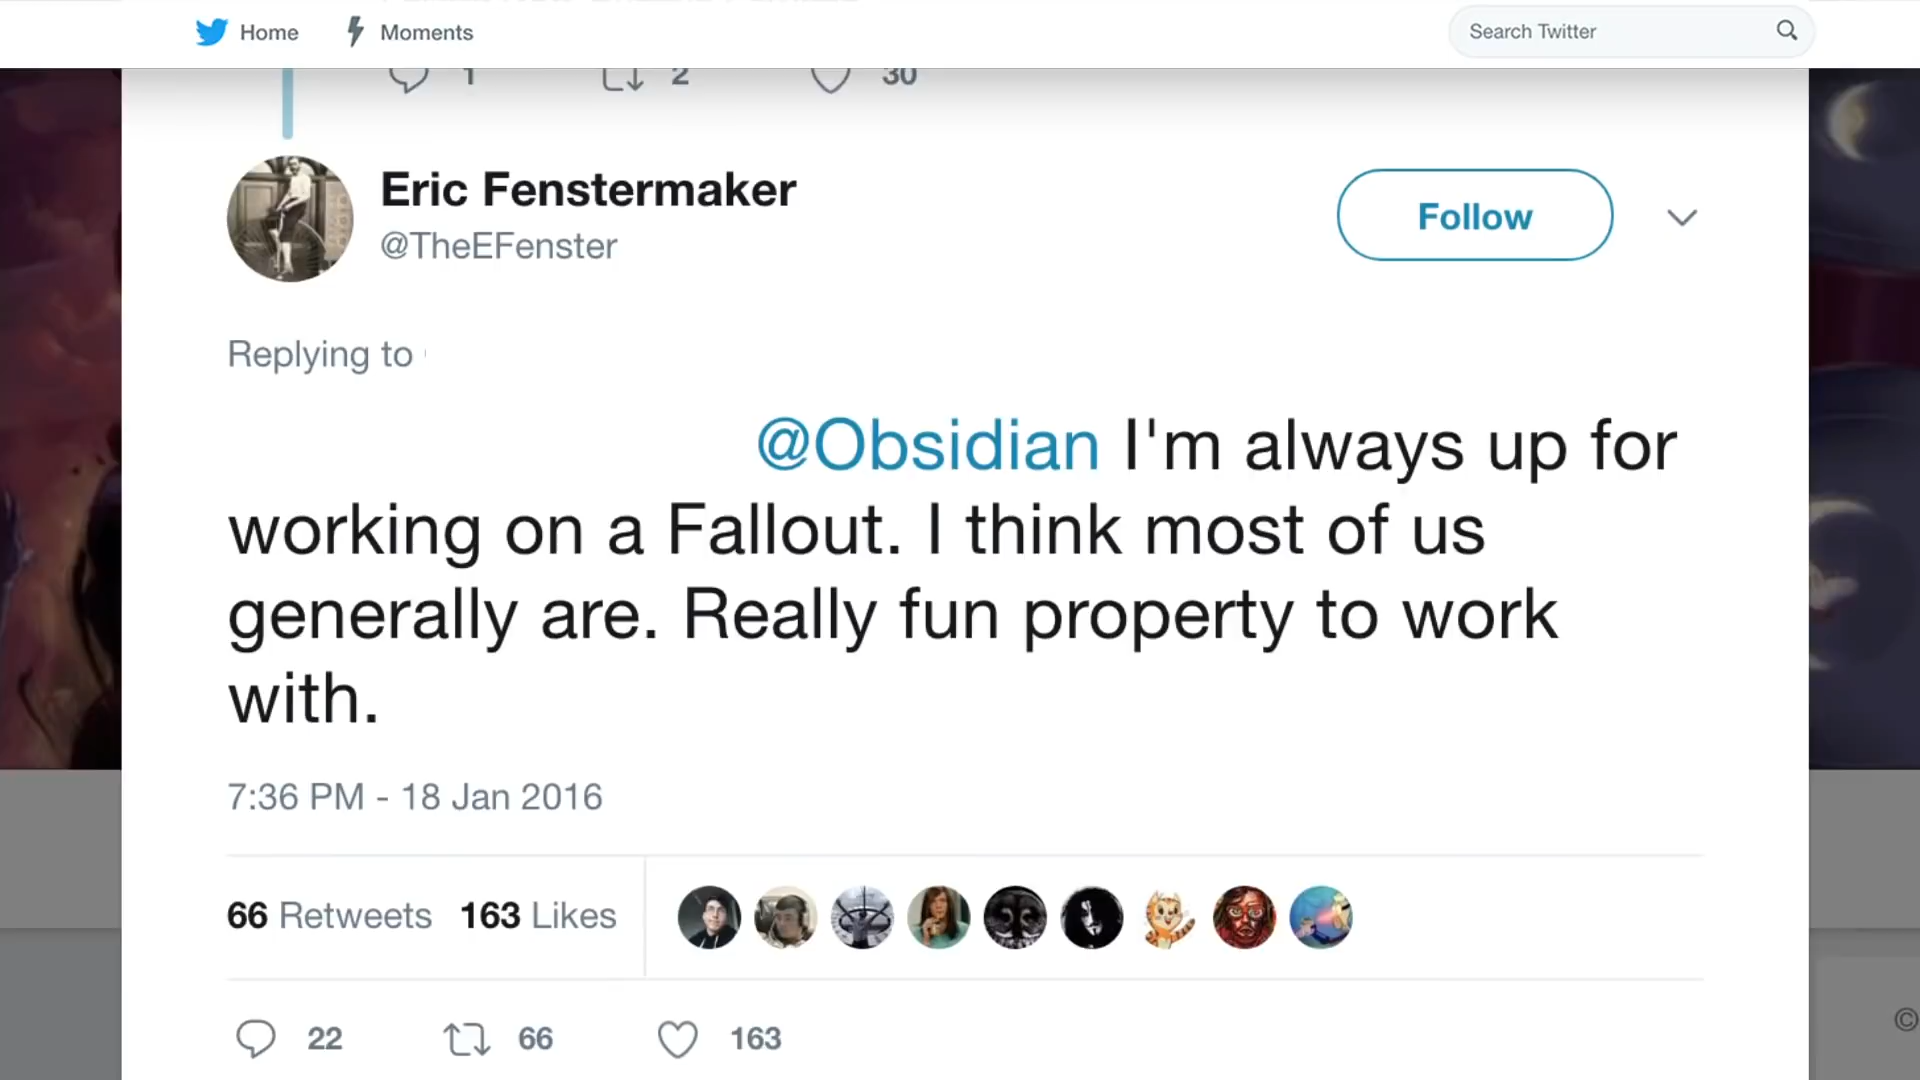 Home Moments Search Twitter
1 2 30
Eric Fenstermaker
@TheEFenster
Follow
Replying to
@Obsidian I'm always up for
working on a Fallout. I think most of us
generally are. Really fun property to work
with.
7:36 PM - 18 Jan 2016
66 Retweets 163 Likes
22 66 163
©